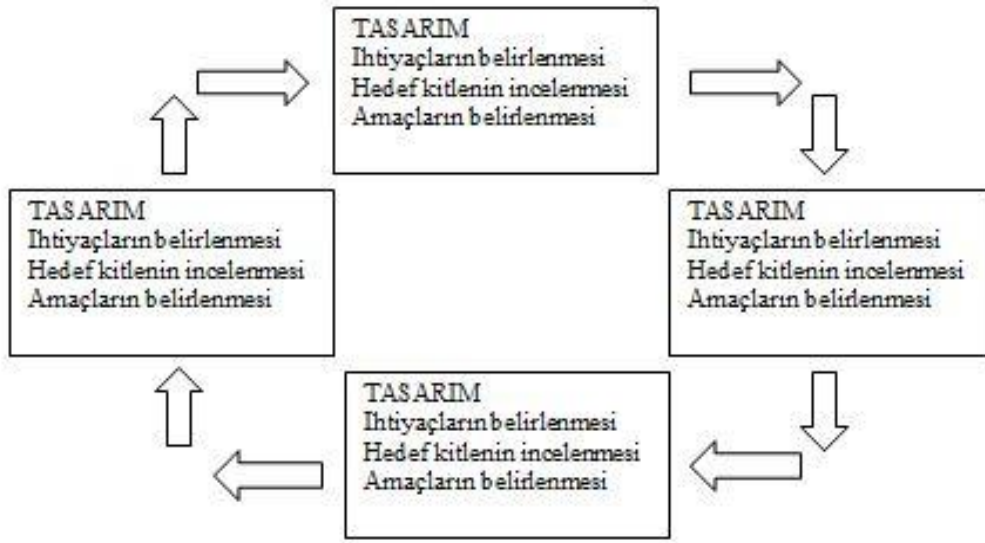 TASARIM
Ihtiyaçların belirlenmesi
Hedef kitlenin incelenmesi
Amaçların belirlenmesi
TASARIM
Ihtiyaçların belirlenmesi
Hedef kitlenin incelenmesi
Amaçların belirlenmesi
TASARIM
Ihtiyaçların belirlenmesi
Hedef kitlenin incelenmesi
Amaçların belirlenmesi
TASARIM
Ihtiyaçların belirlenmesi
Hedef kitlenin incelenmesi
Amaçların belirlenmesi